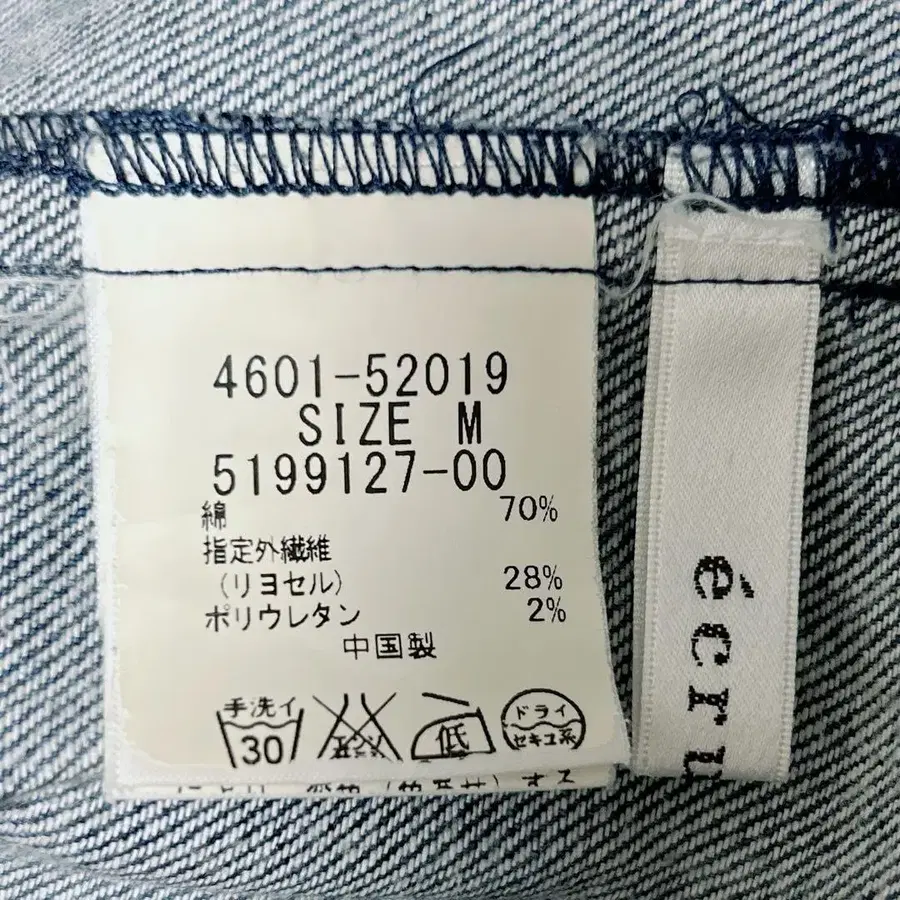 4601-52019
SIZE M
5199127-00
綿 70%
指定外繊維
(リヨセル) 28%
ポリウレタン 2%
中国製
手洗イ
30
低
ドライ
セキユ系
écru